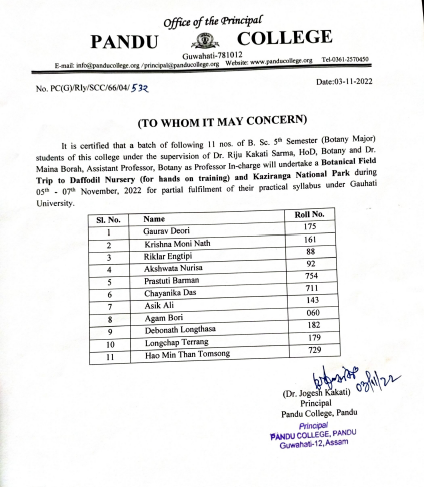 Office of the Principal
PANDU COLLEGE
Guwahati-781012
E-mail: info@panducollege.org /principal@panducollege.org Website: www.panducollege.org Tel-0361-2570450
No. PC(G)/Rly/SCC/66/04/ 532
Date:03-11-2022
(TO WHOM IT MAY CONCERN)
It is certified that a batch of following 11 nos. of B. Sc. 5th Semester (Botany Major)
students of this college under the supervision of Dr. Riju Kakati Sarma, HoD, Botany and Dr.
Maina Borah, Assistant Professor, Botany as Professor In-charge will undertake a Botanical Field
Trip to Daffodil Nursery (for hands on training) and Kaziranga National Park during
05th - 07th November, 2022 for partial fulfilment of their practical syllabus under Gauhati
University.
Sl. No. Name Roll No.
1 Gaurav Deori 175
2 Krishna Moni Nath 161
3 Riklar Engtipi 88
4 Akshwata Nurisa 92
5 Prastuti Barman 754
6 Chayanika Das 711
7 Asik Ali 143
8 Agam Bori 060
9 Debonath Longthasa 182
10 Longchap Terrang 179
11 Hao Min Than Tomsong 729
03/11/22
(Dr. Jogesh Kakati)
Principal
Pandu College, Pandu
Principal
PANDU COLLEGE, PANDU
Guwahati-12, Assam